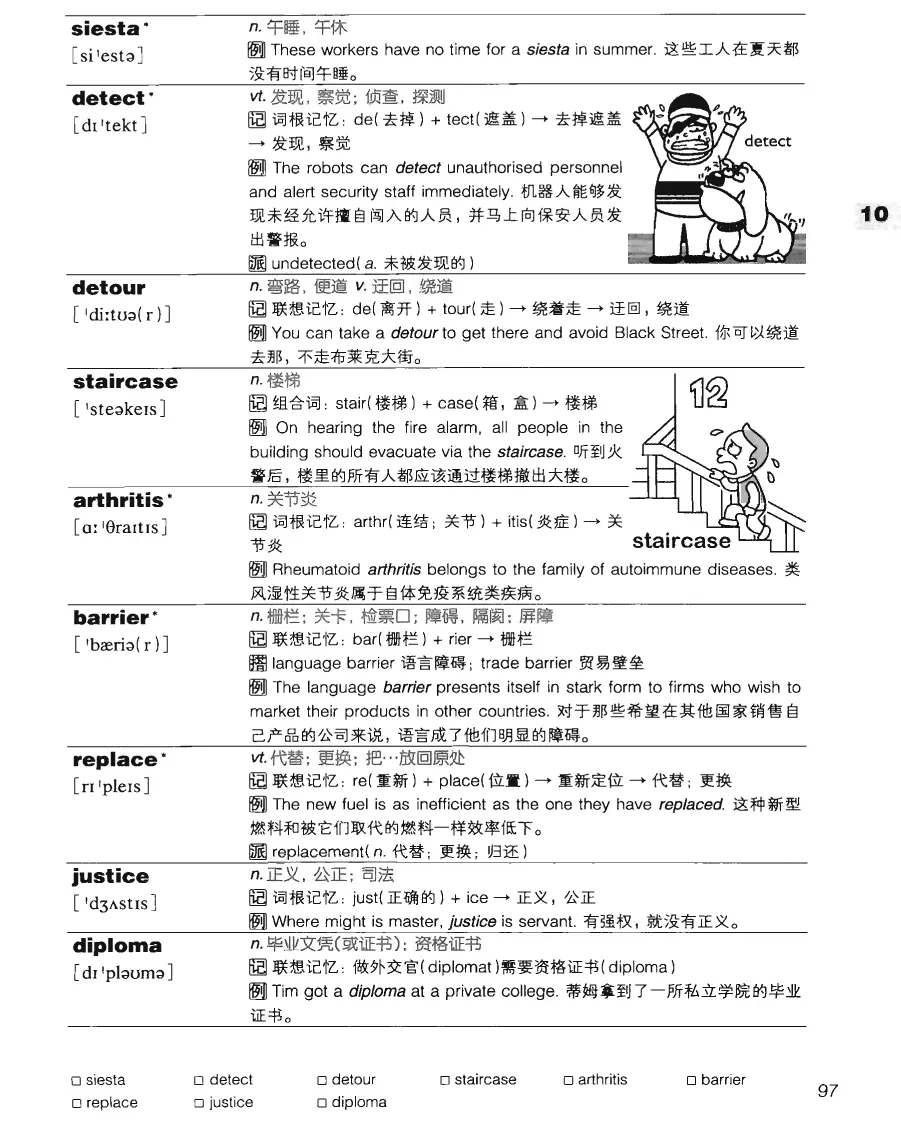 siesta*
[si'estə]
n. 午睡, 午休
[例] These workers have no time for a siesta in summer. 这些工人在夏天都
没有时间午睡。
detect*
[dɪ'tekt]
vt. 发现, 察觉; 侦查, 探测
[记] 词根记忆: de(去掉) + tect(遮盖) → 去掉遮盖
→ 发现, 察觉
[例] The robots can detect unauthorised personnel
and alert security staff immediately. 机器人能够发
现未经允许擅自闯入的人员, 并马上向保安人员发
出警报。
[派] undetected(a. 未被发现的)
detect
10
detour
['diːtʊə(r)]
n. 弯路, 便道 v. 迂回, 绕道
[记] 联想记忆: de(离开) + tour(走) → 绕着走 → 迂回, 绕道
[例] You can take a detour to get there and avoid Black Street. 你可以绕道
去那, 不走布莱克大街。
staircase
['steəkeɪs]
n. 楼梯
[记] 组合词: stair(楼梯) + case(箱, 盒) → 楼梯
[例] On hearing the fire alarm, all people in the
building should evacuate via the staircase. 听到火
警后, 楼里的所有人都应该通过楼梯撤出大楼。
12
staircase
arthritis*
[ɑː'θraɪtɪs]
n. 关节炎
[记] 词根记忆: arthr(连结; 关节) + itis(炎症) → 关
节炎
[例] Rheumatoid arthritis belongs to the family of autoimmune diseases. 类
风湿性关节炎属于自体免疫系统类疾病。
barrier*
['bæriə(r)]
n. 栅栏; 关卡, 检票口; 障碍, 隔阂; 屏障
[记] 联想记忆: bar(栅栏) + rier → 栅栏
[搭] language barrier 语言障碍; trade barrier 贸易壁垒
[例] The language barrier presents itself in stark form to firms who wish to
market their products in other countries. 对于那些希望在其他国家销售自
己产品的公司来说, 语言成了他们明显的障碍。
replace*
[rɪ'pleɪs]
vt. 代替; 更换; 把…放回原处
[记] 联想记忆: re(重新) + place(位置) → 重新定位 → 代替; 更换
[例] The new fuel is as inefficient as the one they have replaced. 这种新型
燃料和被它们取代的燃料一样效率低下。
[派] replacement(n. 代替; 更换; 归还)
justice
['dʒʌstɪs]
n. 正义, 公正; 司法
[记] 词根记忆: just(正确的) + ice → 正义, 公正
[例] Where might is master, justice is servant. 有强权, 就没有正义。
diploma
[dɪ'pləʊmə]
n. 毕业文凭(或证书); 资格证书
[记] 联想记忆: 做外交官(diplomat)需要资格证书(diploma)
[例] Tim got a diploma at a private college. 蒂姆拿到了一所私立学院的毕业
证书。
□ siesta □ detect □ detour □ staircase □ arthritis □ barrier
□ replace □ justice □ diploma
97